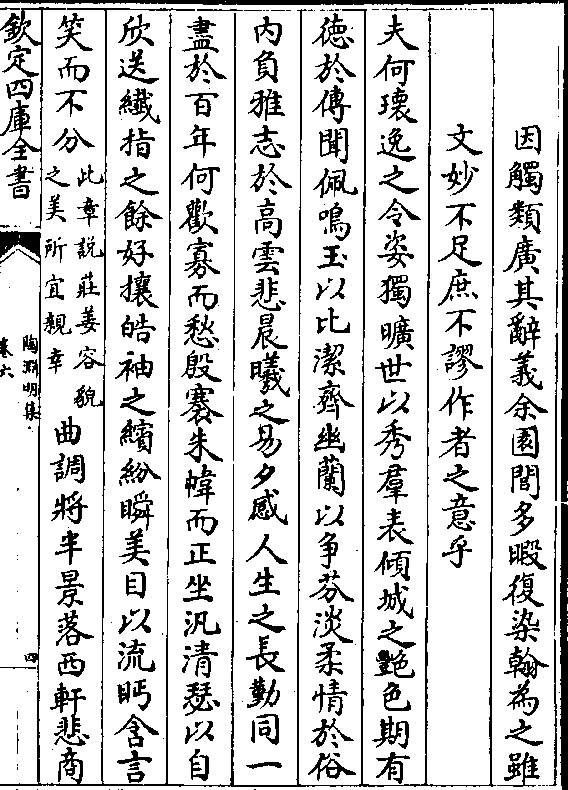 因觸類廣其辭義余園閭多暇復染翰為之雖
文妙不足庶不謬作者之意乎
夫何瓌逸之令姿獨曠世以秀羣表傾城之艶色期有
徳於傳聞佩鳴玉以比潔齊幽蘭以争芬淡柔情於俗
内負雅志於高雲悲晨曦之易夕感人生之長勤同一
盡於百年何歡寡而愁殷褰朱幃而正坐汎清瑟以自
欣送纎指之餘好攘皓袖之繽紛瞬美目以流眄含言
笑而不分
此章說莊姜容貌
之美所宜親幸
曲調將半景落西軒悲商
欽定四庫全書
陶淵明集
卷六
四